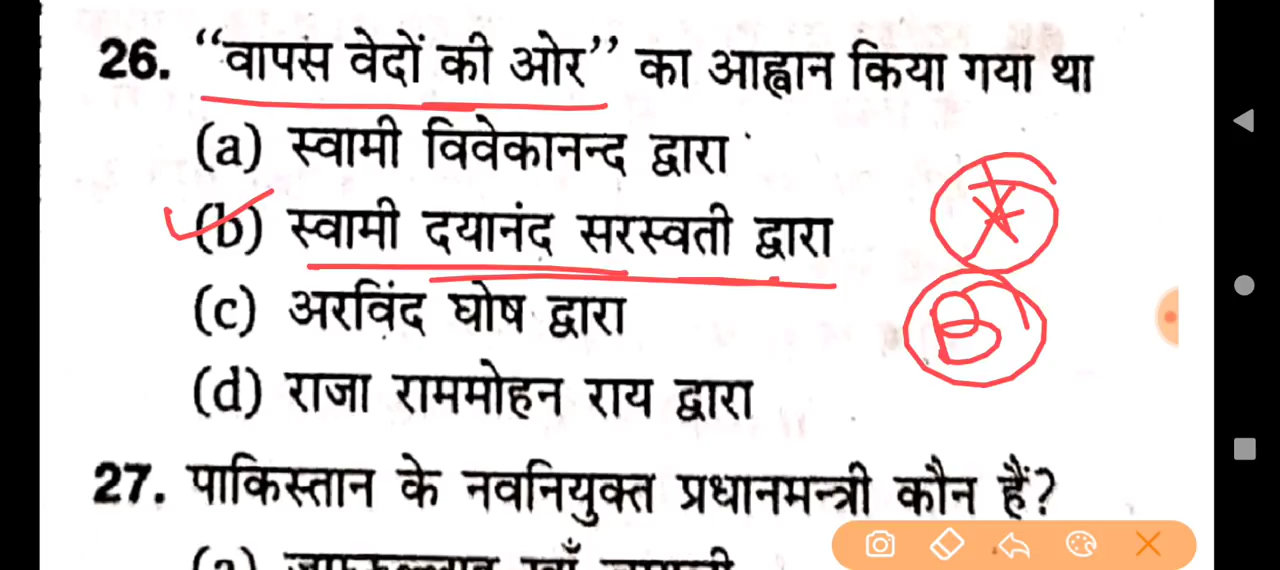 26. “वापस वेदों की ओर” का आह्वान किया गया था
(a) स्वामी विवेकानन्द द्वारा
(b) स्वामी दयानंद सरस्वती द्वारा
(c) अरविंद घोष द्वारा
(d) राजा राममोहन राय द्वारा
B
27. पाकिस्तान के नवनियुक्त प्रधानमन्त्री कौन हैं?
(a)